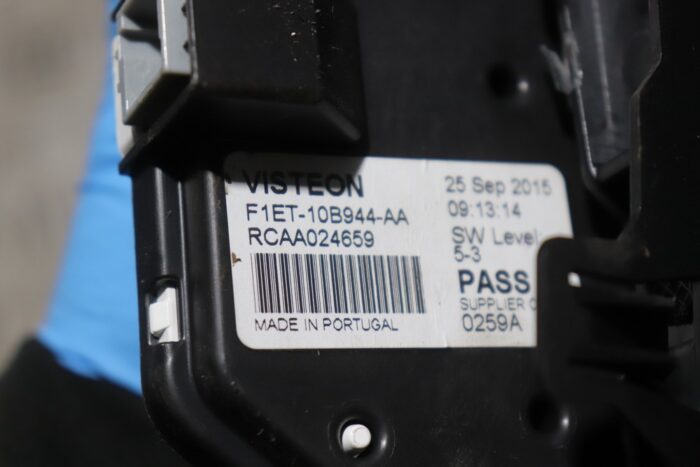 VISTEON
F1ET-10B944-AA
RCAA024659
MADE IN PORTUGAL
25 Sep 2015
09:13:14
SW Level:
5-3
PASS
SUPPLIER
0259A